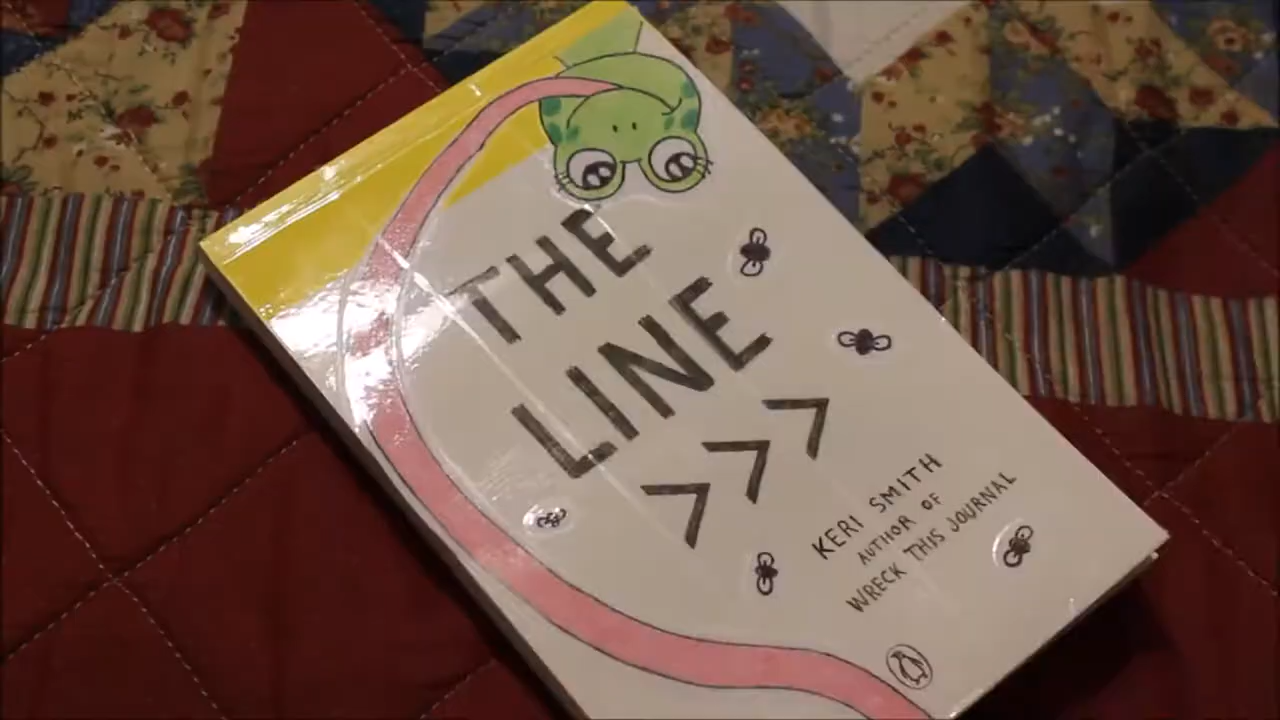 THE
LINE
>>>
KERI SMITH
AUTHOR OF
WRECK THIS JOURNAL